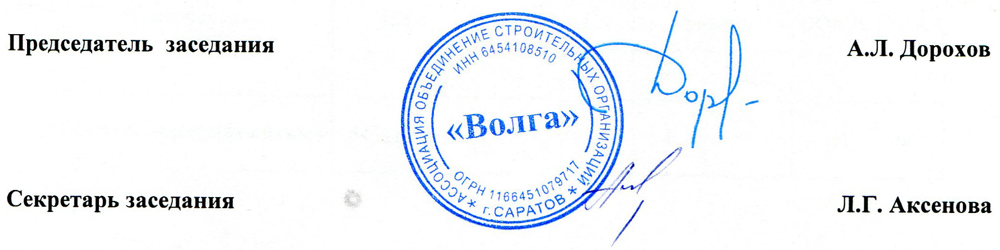 Председатель заседания
А.Л. Дорохов
АССОЦИАЦИЯ ОБЪЕДИНЕНИЕ СТРОИТЕЛЬНЫХ ОРГАНИЗАЦИЙ
ИНН 6454108510
«Волга»
ОГРН 1166451079717
* г. САРАТОВ *
Секретарь заседания
Л.Г. Аксенова